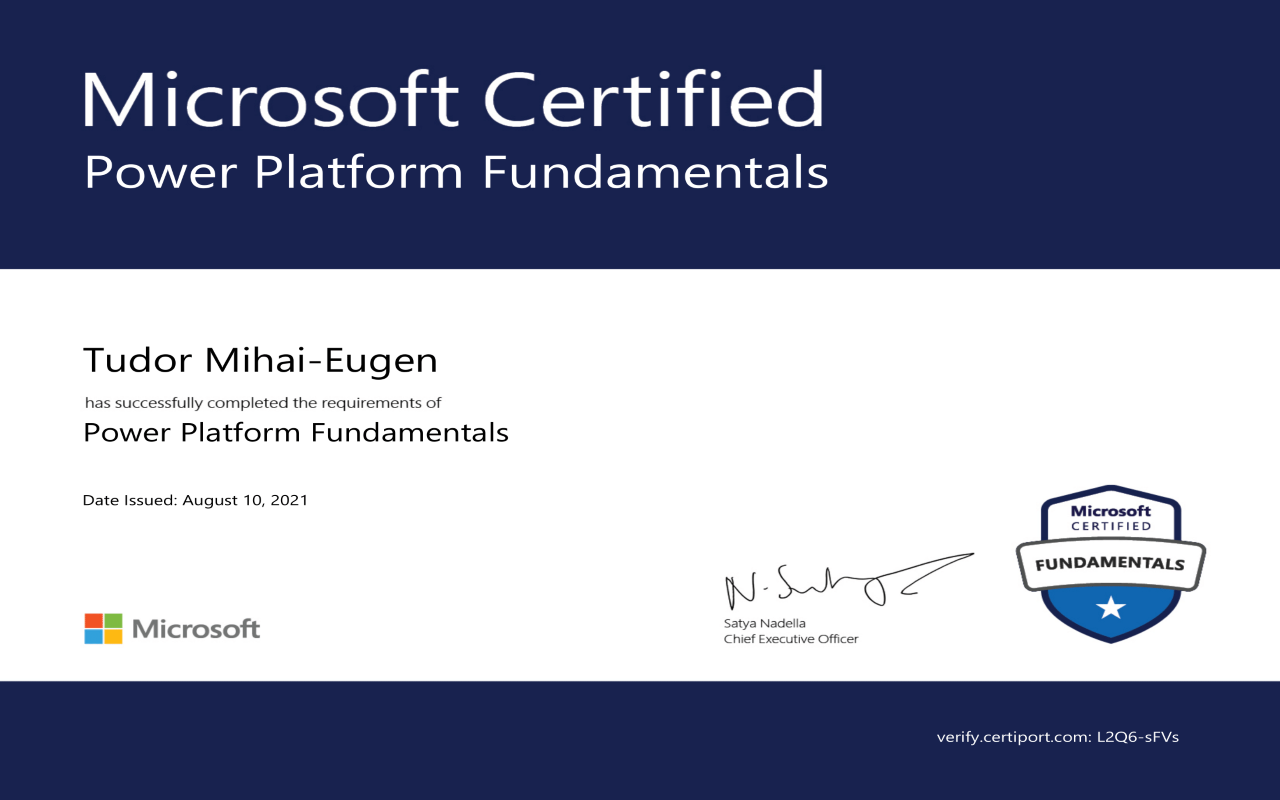 Microsoft Certified
Power Platform Fundamentals
Tudor Mihai-Eugen
has successfully completed the requirements of
Power Platform Fundamentals
Date Issued: August 10, 2021
Microsoft
CERTIFIED
FUNDAMENTALS
N. Satya
Satya Nadella
Chief Executive Officer
Microsoft
verify.certiport.com: L2Q6-sFVs